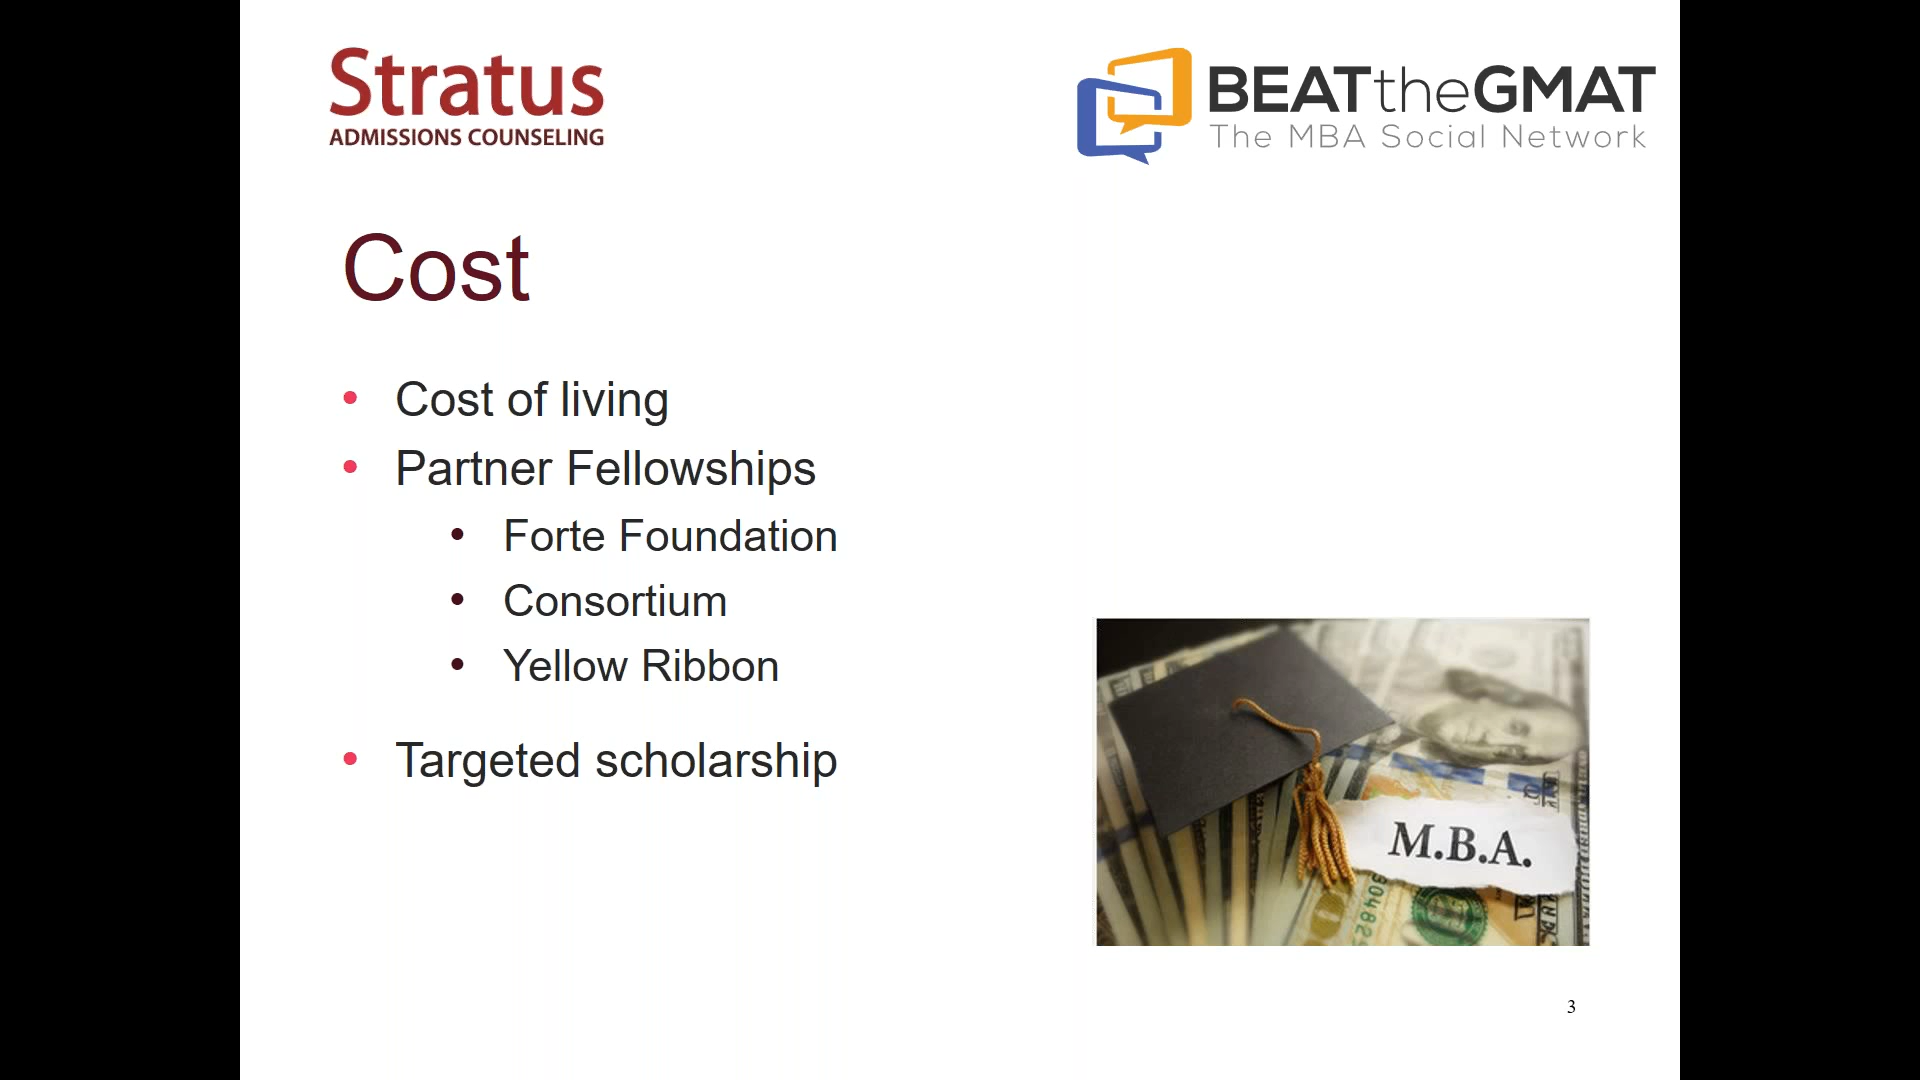 Stratus
ADMISSIONS COUNSELING
BEATtheGMAT
The MBA Social Network
Cost
• Cost of living
• Partner Fellowships
• Forte Foundation
• Consortium
• Yellow Ribbon
• Targeted scholarship
M.B.A.
3